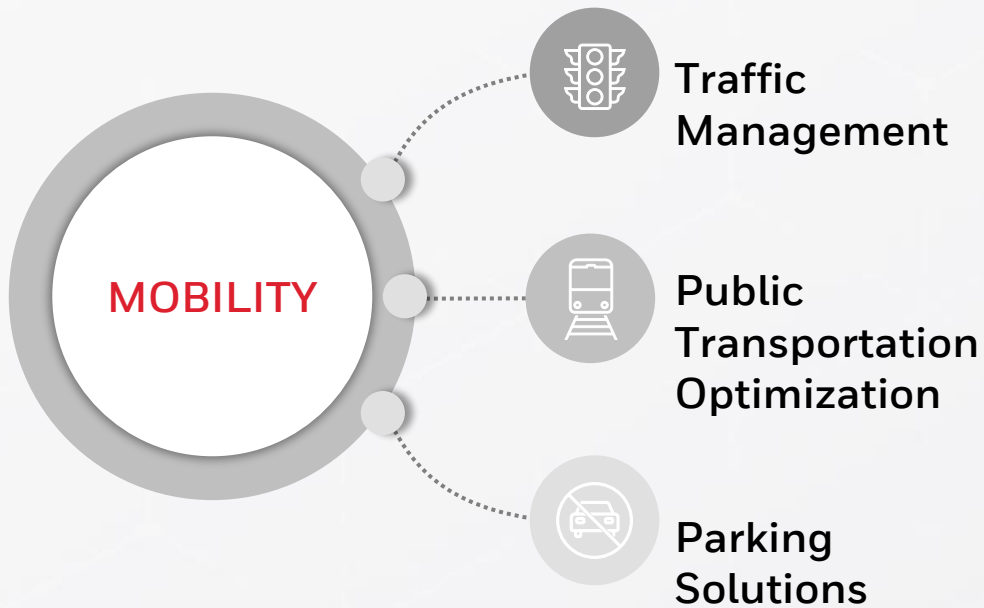 MOBILITY
Traffic
Management
Public
Transportation
Optimization
Parking
Solutions